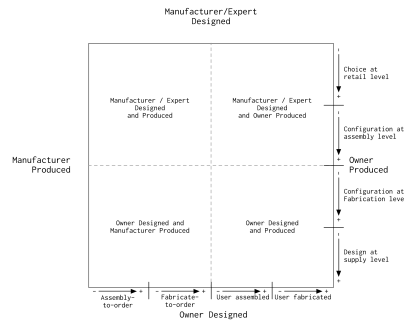 Manufacturer/Expert
Designed
-
Choice at
retail level
+
Manufacturer / Expert
Designed
and Produced
Manufacturer / Expert
Designed
and Owner Produced
-
Configuration at
assembly level
+
Manufacturer
Produced
Owner
Produced
-
Configuration at
Fabrication leve
+
Owner Designed and
Manufacturer Produced
Owner Designed
and Produced
-
Design at
supply level
+
- + - + - + - +
Assembly-
to-order
Fabricate-
to-order
User assembled
User fabricated
Owner Designed